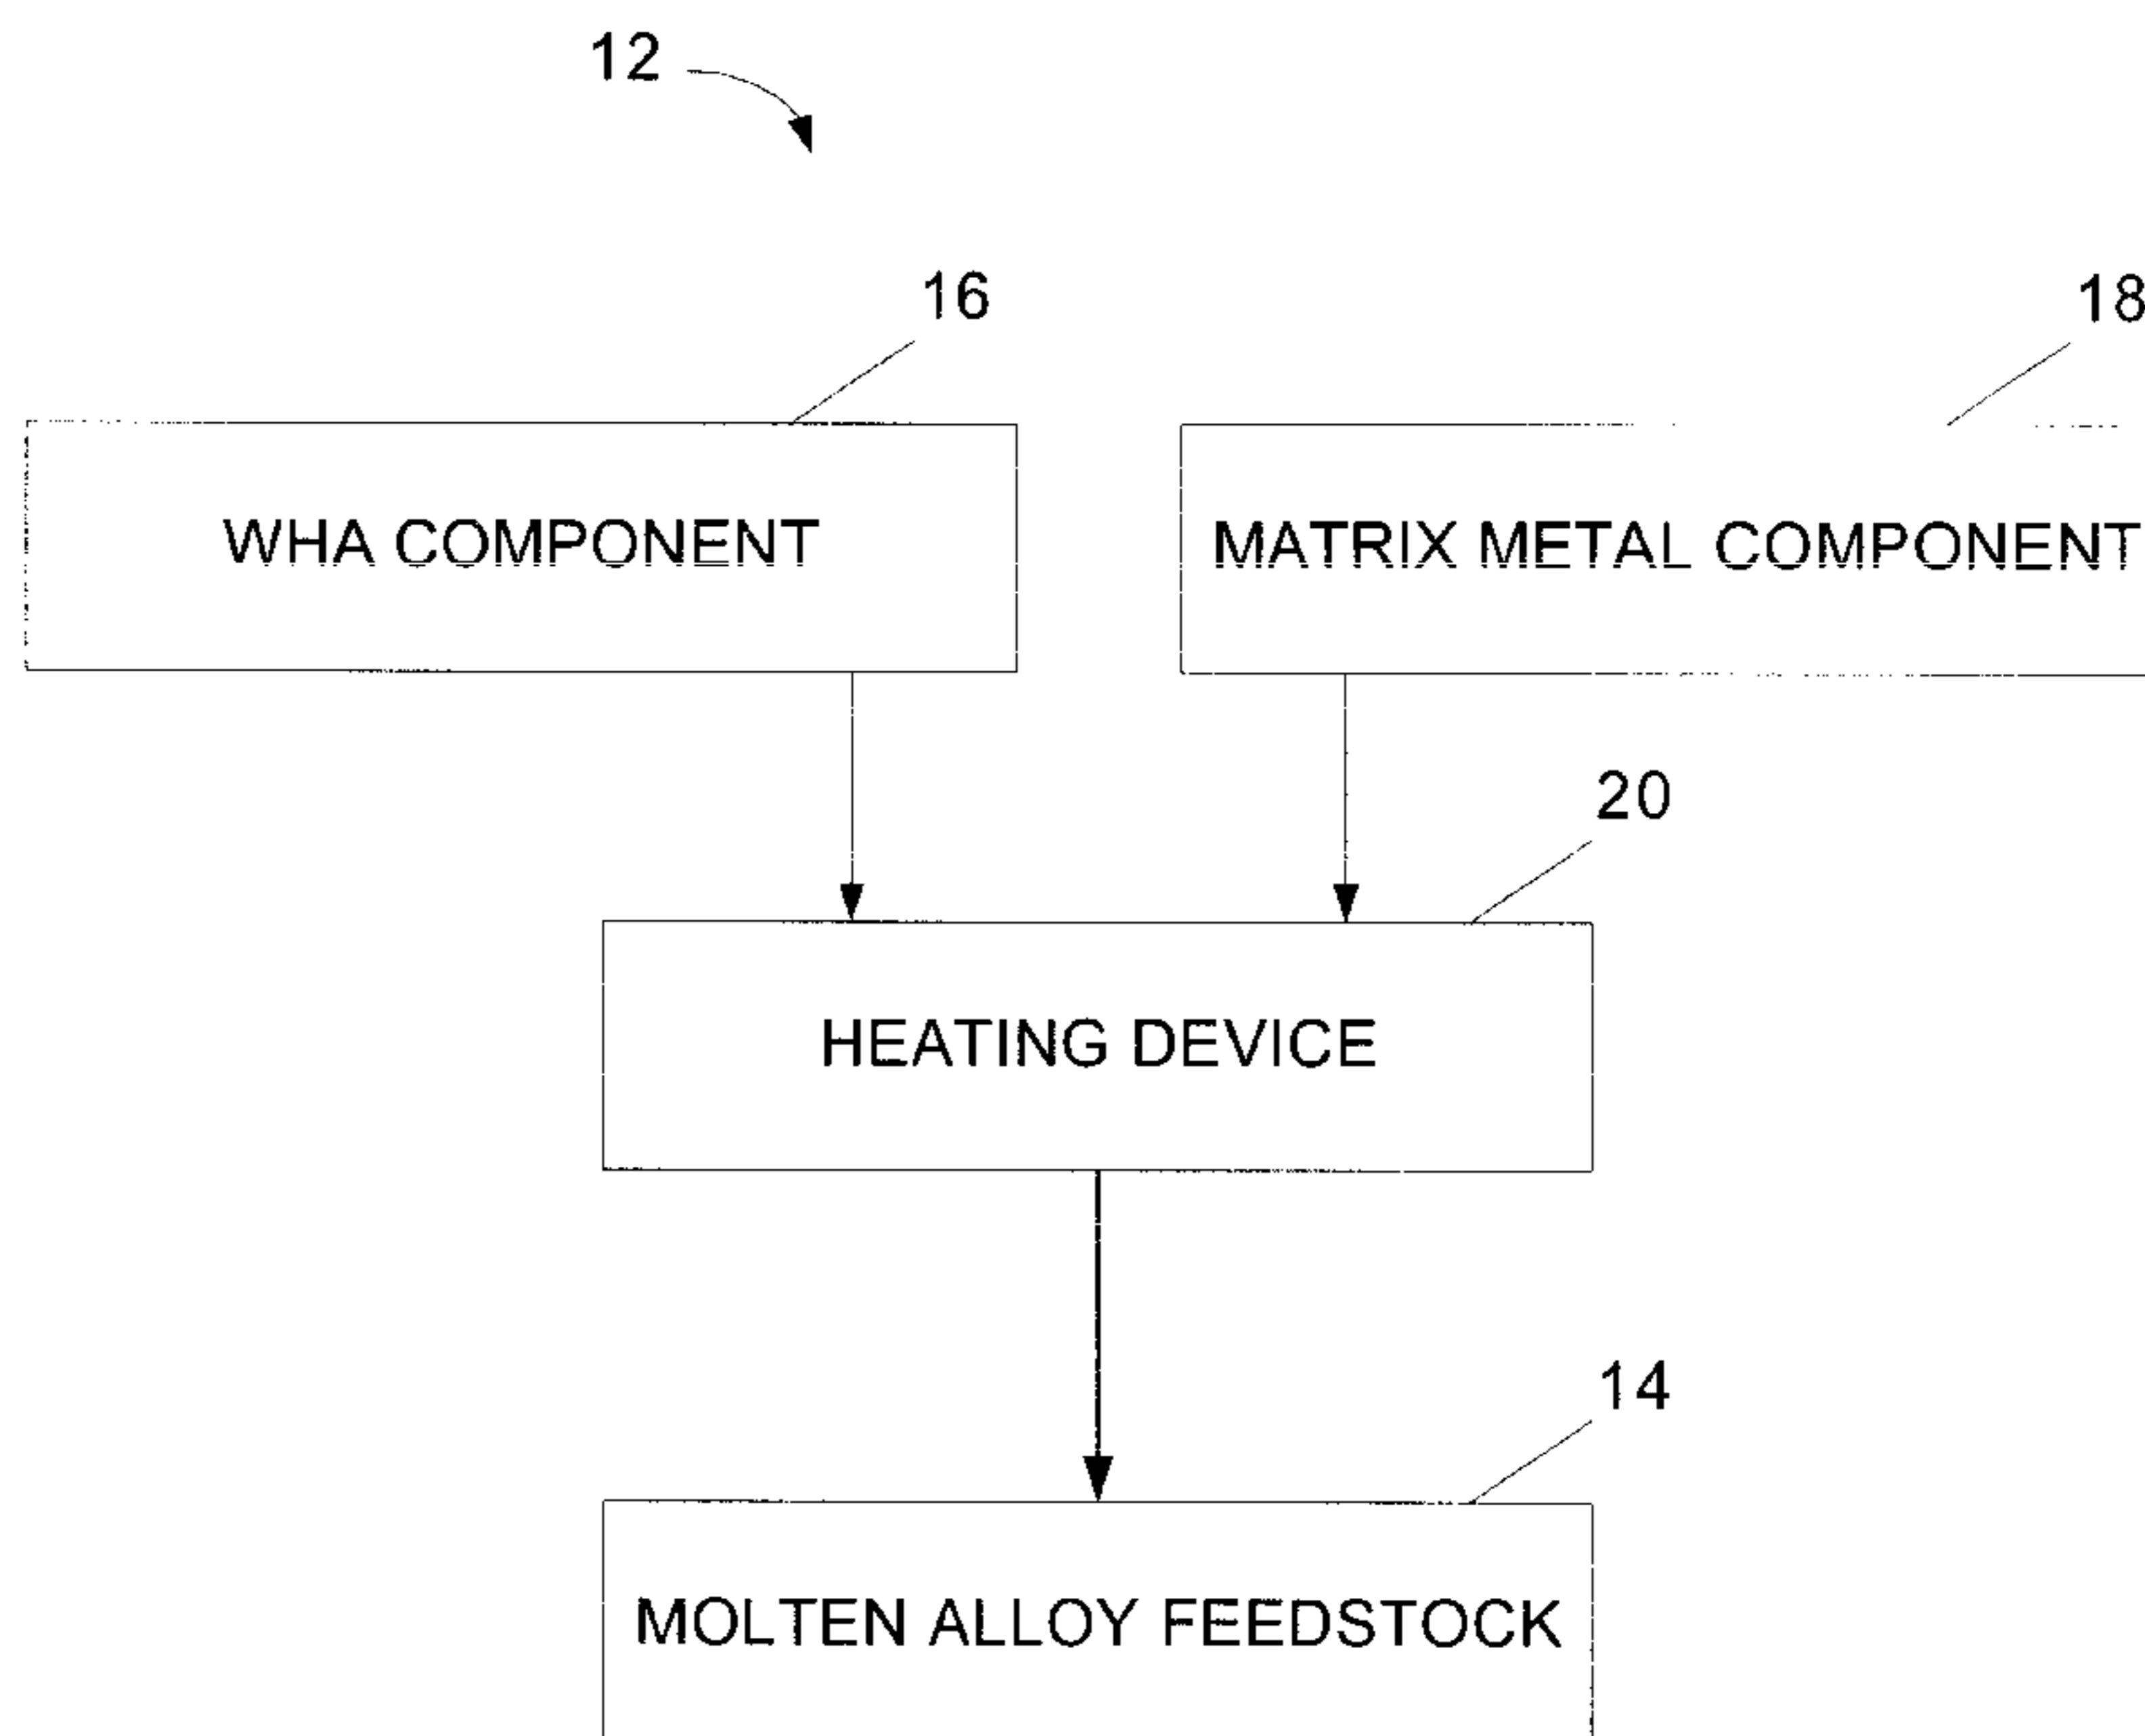 12
16
18
WHA COMPONENT
MATRIX METAL COMPONENT
20
HEATING DEVICE
14
MOLTEN ALLOY FEEDSTOCK